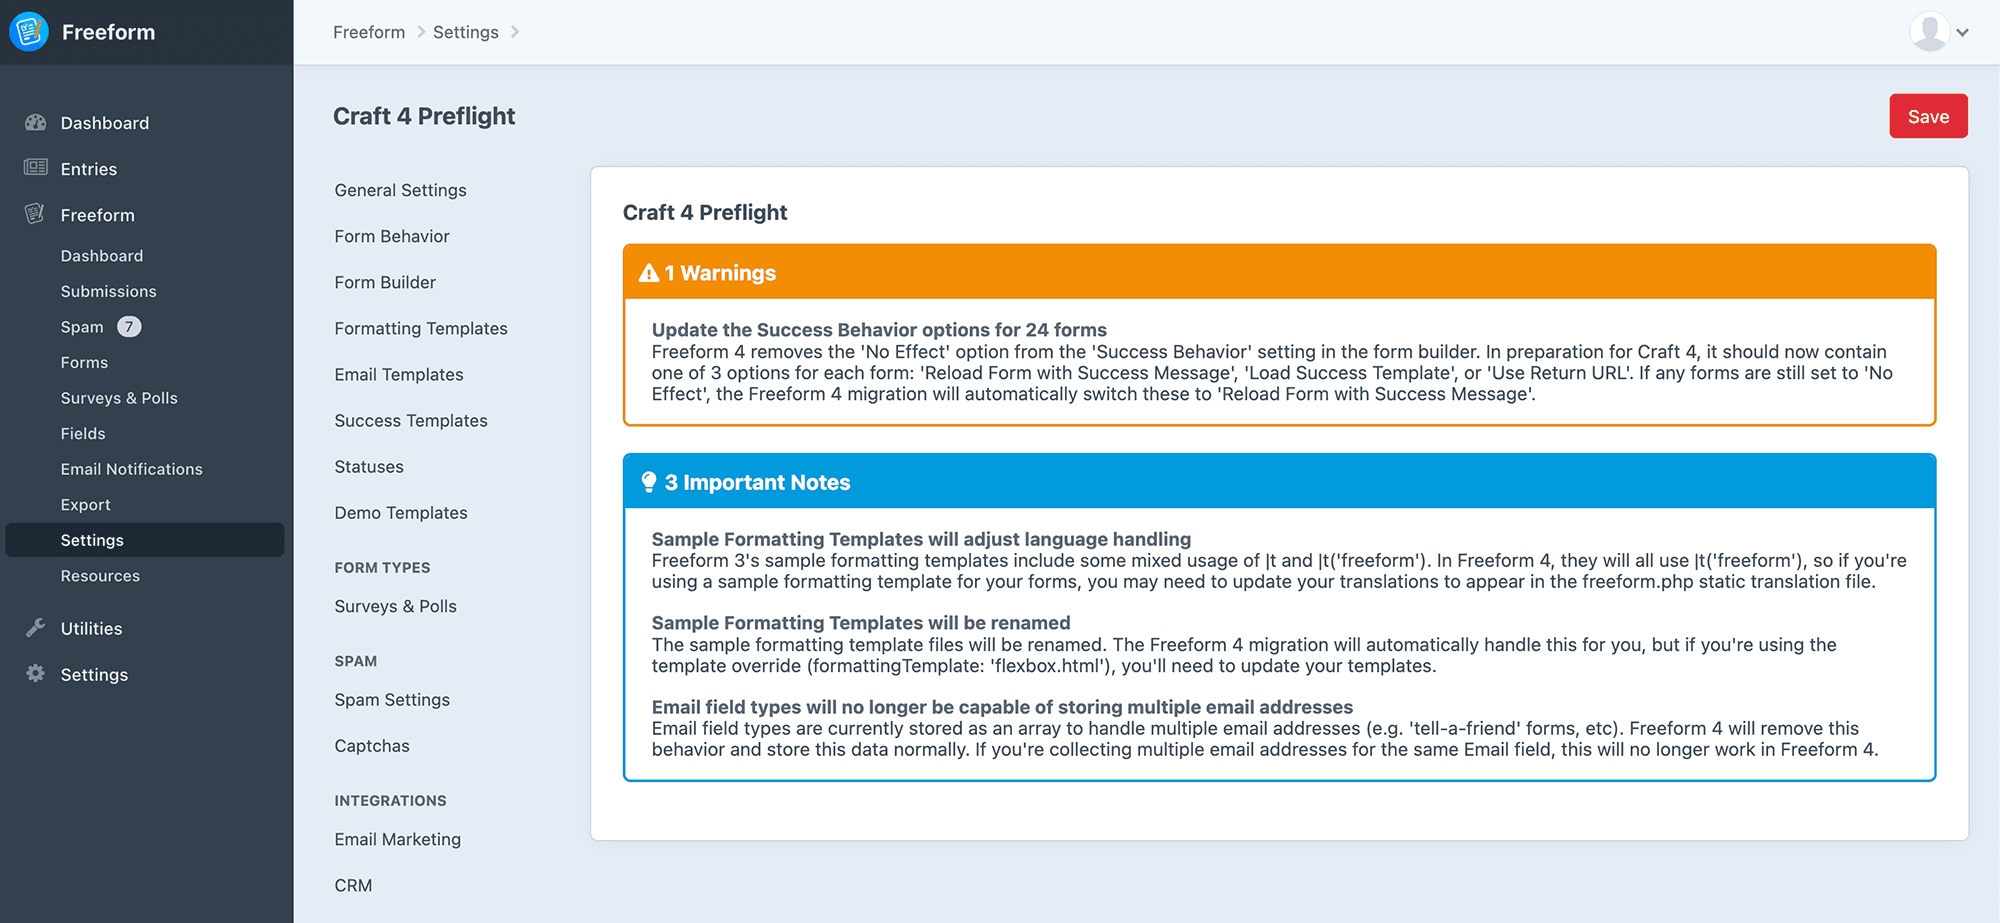 Freeform
Freeform
Settings
Dashboard
Entries
Freeform
Dashboard
Submissions
Spam 7
Forms
Surveys & Polls
Fields
Email Notifications
Export
Settings
Resources
Utilities
Settings
Craft 4 Preflight
Save
General Settings
Form Behavior
Form Builder
Formatting Templates
Email Templates
Success Templates
Statuses
Demo Templates
FORM TYPES
Surveys & Polls
SPAM
Spam Settings
Captchas
INTEGRATIONS
Email Marketing
CRM
Craft 4 Preflight
1 Warnings
Update the Success Behavior options for 24 forms
Freeform 4 removes the 'No Effect' option from the 'Success Behavior' setting in the form builder. In preparation for Craft 4, it should now contain
one of 3 options for each form: 'Reload Form with Success Message', 'Load Success Template', or 'Use Return URL'. If any forms are still set to 'No
Effect', the Freeform 4 migration will automatically switch these to 'Reload Form with Success Message'.
3 Important Notes
Sample Formatting Templates will adjust language handling
Freeform 3's sample formatting templates include some mixed usage of |t and |t('freeform'). In Freeform 4, they will all use |t('freeform'), so if you're
using a sample formatting template for your forms, you may need to update your translations to appear in the freeform.php static translation file.
Sample Formatting Templates will be renamed
The sample formatting template files will be renamed. The Freeform 4 migration will automatically handle this for you, but if you're using the
template override (formattingTemplate: 'flexbox.html'), you'll need to update your templates.
Email field types will no longer be capable of storing multiple email addresses
Email field types are currently stored as an array to handle multiple email addresses (e.g. 'tell-a-friend' forms, etc). Freeform 4 will remove this
behavior and store this data normally. If you're collecting multiple email addresses for the same Email field, this will no longer work in Freeform 4.